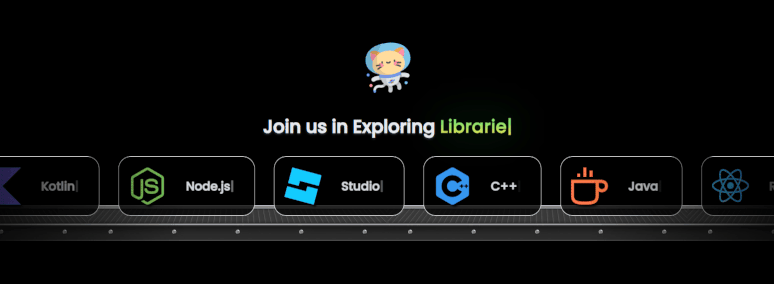 Join us in Exploring Librarie|
Kotlin
Node.js
Studio
C++
Java
R